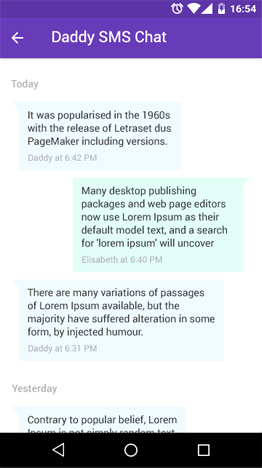 16:54
Daddy SMS Chat
Today
It was popularised in the 1960s
with the release of Letraset dus
PageMaker including versions.
Daddy at 6:42 PM
Many desktop publishing
packages and web page editors
now use Lorem Ipsum as their
default model text, and a search
for 'lorem ipsum' will uncover
Elisabeth at 6:40 PM
There are many variations of passages
of Lorem Ipsum available, but the
majority have suffered alteration in some
form, by injected humour.
Daddy at 6:31 PM
Yesterday
Contrary to popular belief, Lorem
Ipsum is not simply random text